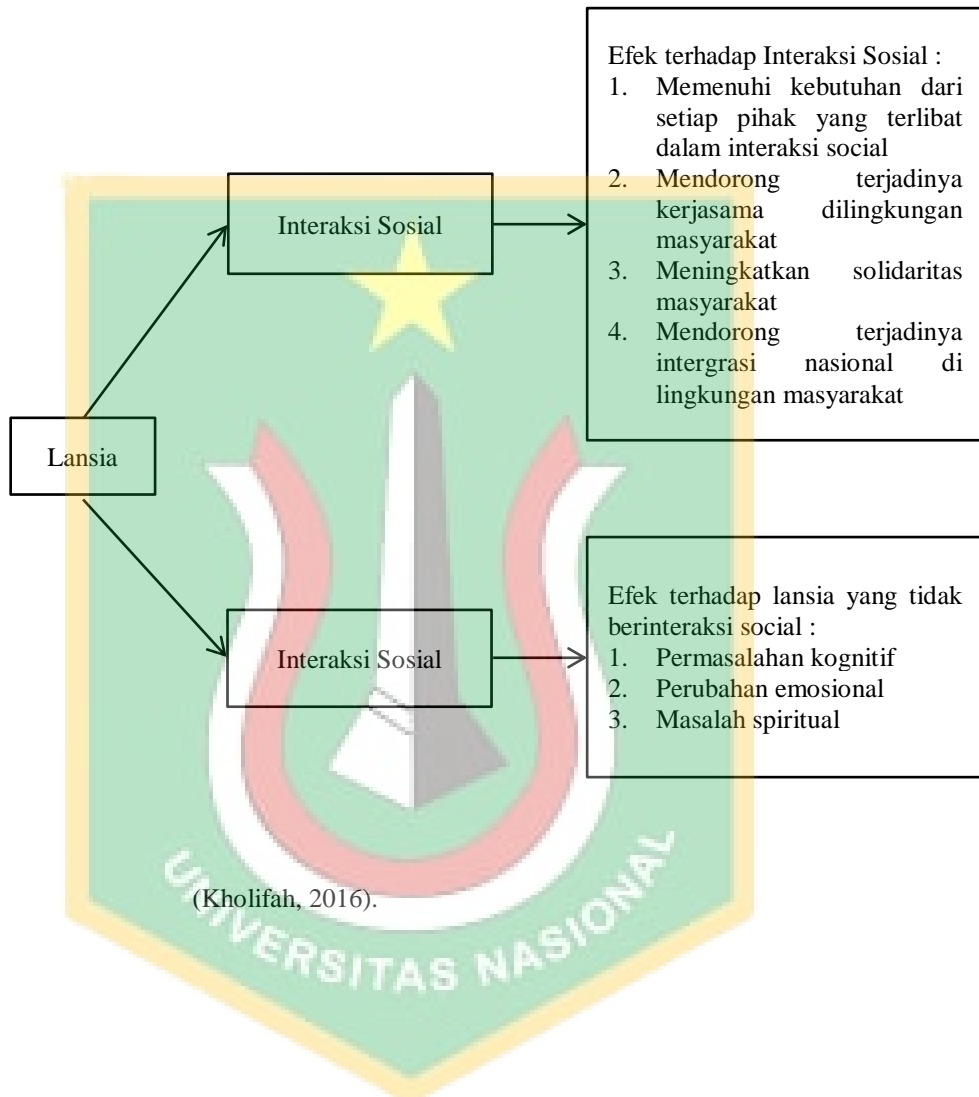 Efek terhadap Interaksi Sosial :
1. Memenuhi kebutuhan dari
setiap pihak yang terlibat
dalam interaksi social
2. Mendorong terjadinya
kerjasama dilingkungan
masyarakat
3. Meningkatkan solidaritas
masyarakat
4. Mendorong terjadinya
intergrasi nasional di
lingkungan masyarakat
Interaksi Sosial
Lansia
Interaksi Sosial
Efek terhadap lansia yang tidak
berinteraksi social :
1. Permasalahan kognitif
2. Perubahan emosional
3. Masalah spiritual
(Kholifah, 2016).
UNIVERSITAS NASIONAL